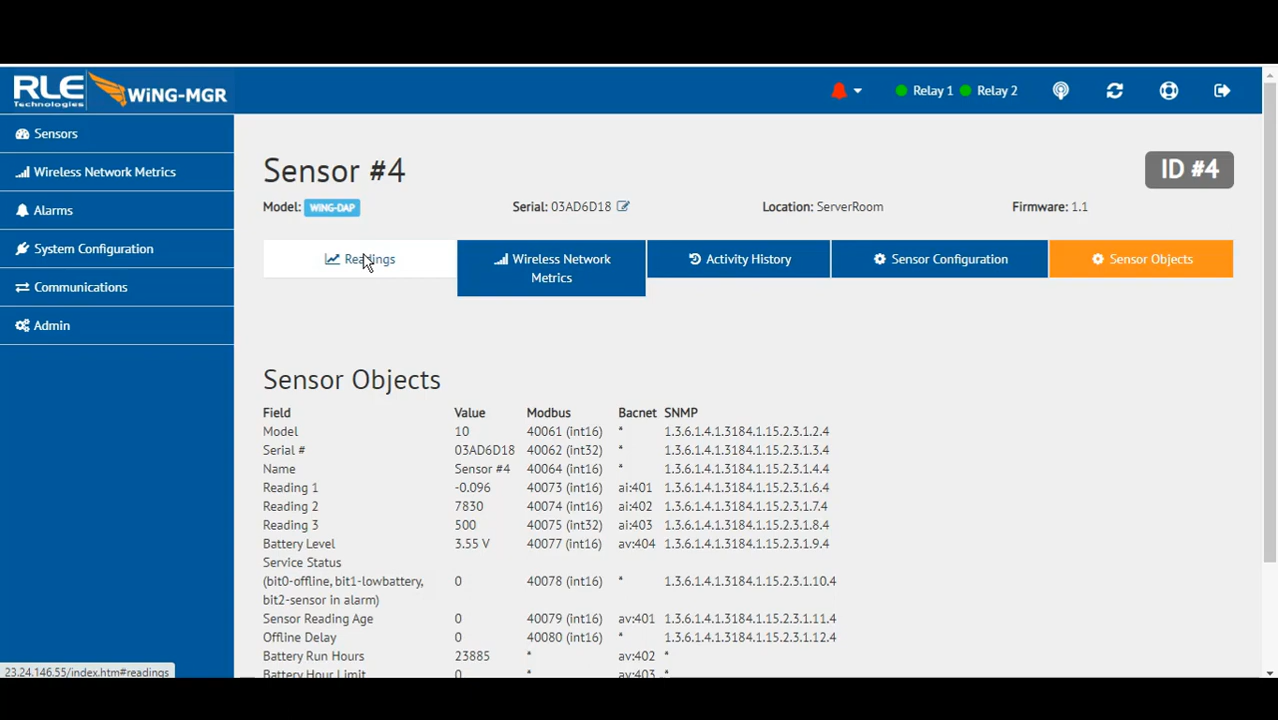 RLE Technologies WiNG-MGR
Relay 1 Relay 2
Sensors
Wireless Network Metrics
Alarms
System Configuration
Communications
Admin
Sensor #4
ID #4
Model: WiNG-DAP Serial: 03AD6D18 Location: ServerRoom Firmware: 1.1
Readings
Wireless Network
Metrics
Activity History
Sensor Configuration
Sensor Objects
Sensor Objects
Field Value Modbus Bacnet SNMP
Model 10 40061 (int16) * 1.3.6.1.4.1.3184.1.15.2.3.1.2.4
Serial # 03AD6D18 40062 (int32) * 1.3.6.1.4.1.3184.1.15.2.3.1.3.4
Name Sensor #4 40064 (int16) * 1.3.6.1.4.1.3184.1.15.2.3.1.4.4
Reading 1 -0.096 40073 (int16) ai:401 1.3.6.1.4.1.3184.1.15.2.3.1.6.4
Reading 2 7830 40074 (int16) ai:402 1.3.6.1.4.1.3184.1.15.2.3.1.7.4
Reading 3 500 40075 (int32) ai:403 1.3.6.1.4.1.3184.1.15.2.3.1.8.4
Battery Level 3.55 V 40077 (int16) av:404 1.3.6.1.4.1.3184.1.15.2.3.1.9.4
Service Status
(bit0-offline, bit1-lowbattery, 0 40078 (int16) * 1.3.6.1.4.1.3184.1.15.2.3.1.10.4
bit2-sensor in alarm)
Sensor Reading Age 0 40079 (int16) av:401 1.3.6.1.4.1.3184.1.15.2.3.1.11.4
Offline Delay 0 40080 (int16) * 1.3.6.1.4.1.3184.1.15.2.3.1.12.4
Battery Run Hours 23885 * av:402 *
Battery Hour Limit 0 * av:403 *
23.24.146.55/index.htm#readings